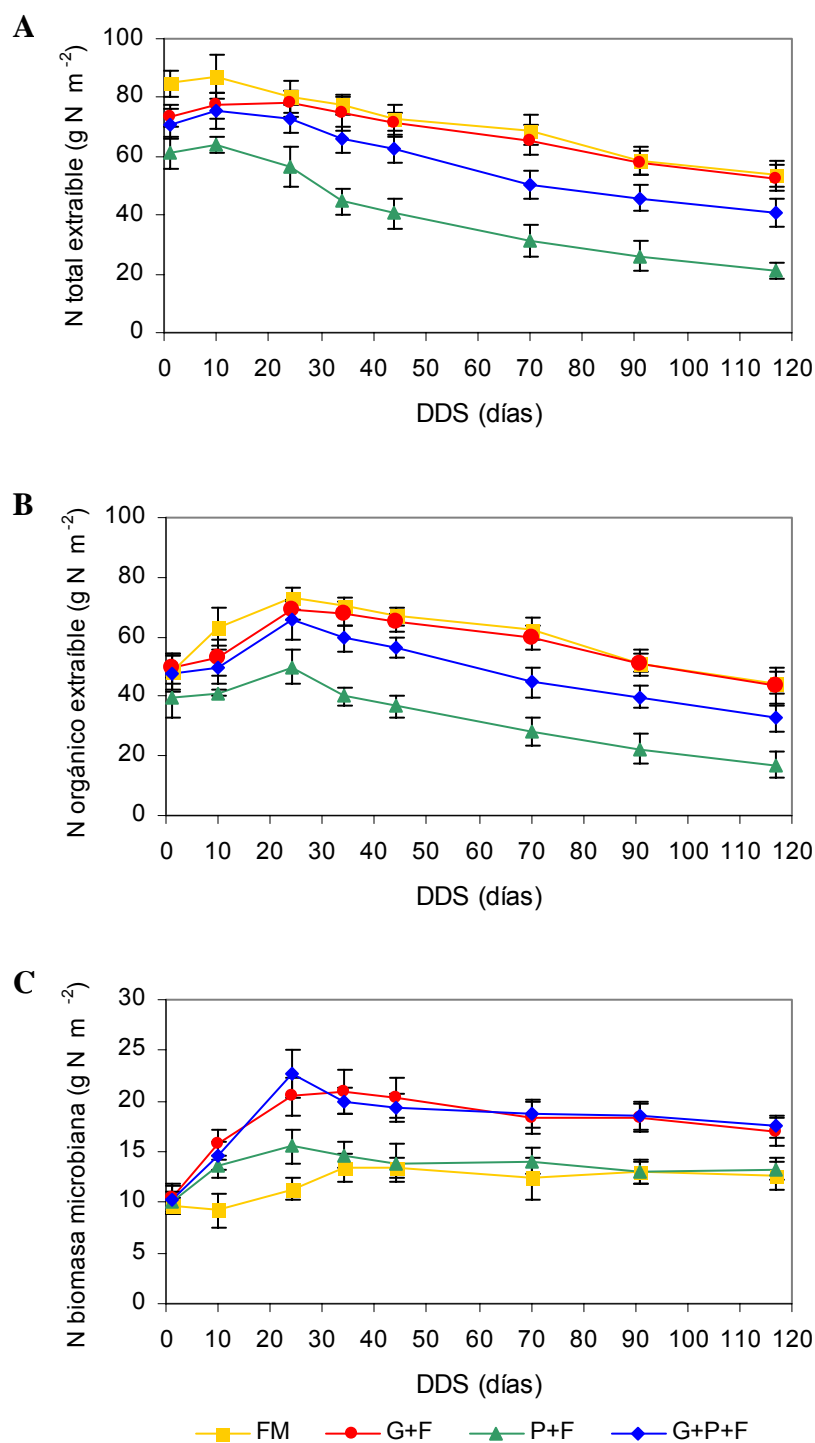 A
N total extraíble (g N m⁻²)
100
80
60
40
20
0
0 10 20 30 40 50 60 70 80 90 100 110 120
DDS (días)
B
N orgánico extraíble (g N m⁻²)
100
80
60
40
20
0
0 10 20 30 40 50 60 70 80 90 100 110 120
DDS (días)
C
N biomasa microbiana (g N m⁻²)
30
25
20
15
10
5
0
0 10 20 30 40 50 60 70 80 90 100 110 120
DDS (días)
FM G+F P+F G+P+F